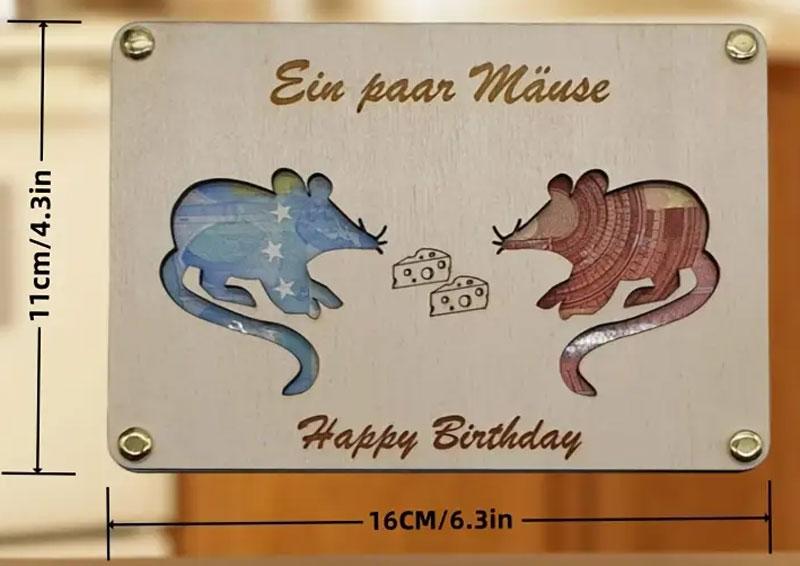 Ein paar Mäuse
11cm/4.3in
Happy Birthday
16CM/6.3in